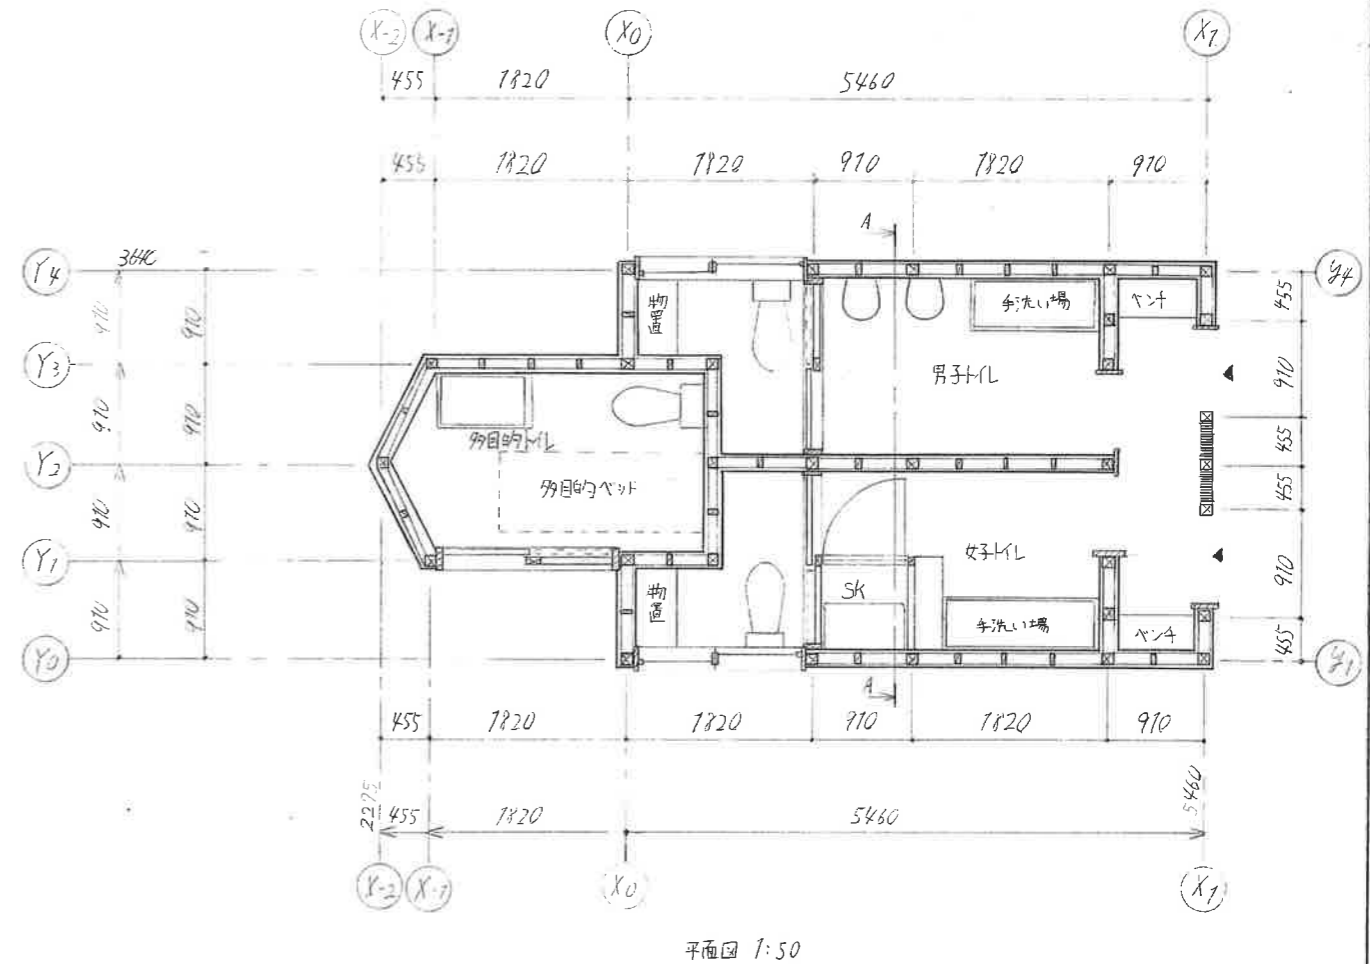 X-2 X-1 X0 X1
455 1820 5460
455 1820 1820 910 1820 910
A
Y4 3640 Y4
物置 手洗い場 ベンチ 455
910 910
Y3
男子トイレ 910
910 910
多目的トイレ 455
Y2
多目的ベッド 455
910 910
女子トイレ
Y1 910
物置 SK
910 910 手洗い場 ベンチ 455
Y0 Y1
A
455 1820 1820 910 1820 910
2275 455 1820 5460 5460
X-2 X-1 X0 X1
平面図 1:50